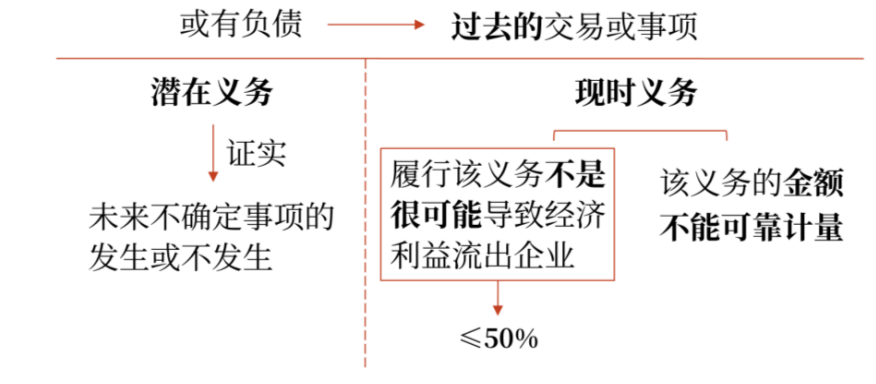 或有负债
过去的交易或事项
潜在义务
证实
未来不确定事项的
发生或不发生
现时义务
履行该义务不是
很可能导致经济
利益流出企业
≤50%
该义务的金额
不能可靠计量